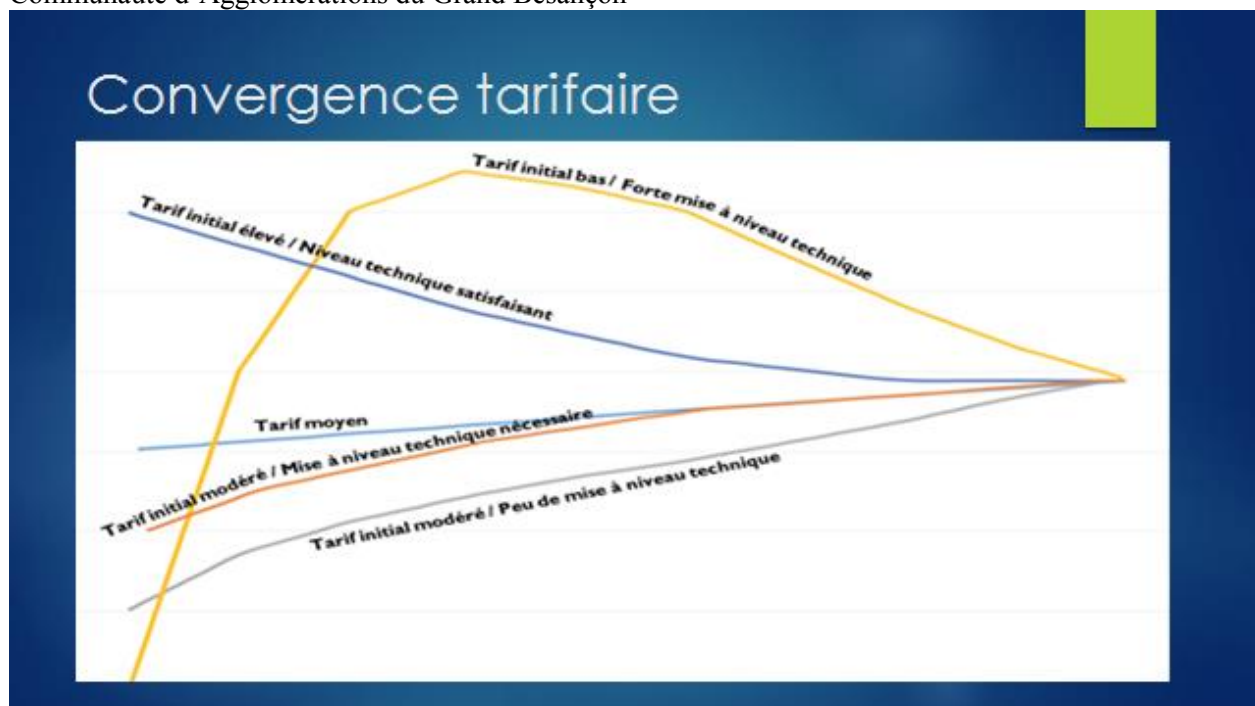 Communauté d'Agglomérations du Grand Besançon
Convergence tarifaire
Tarif initial bas / Forte mise à niveau technique
Tarif initial élevé / Niveau technique satisfaisant
Tarif moyen
Tarif initial modéré / Mise à niveau technique nécessaire
Tarif initial modéré / Peu de mise à niveau technique